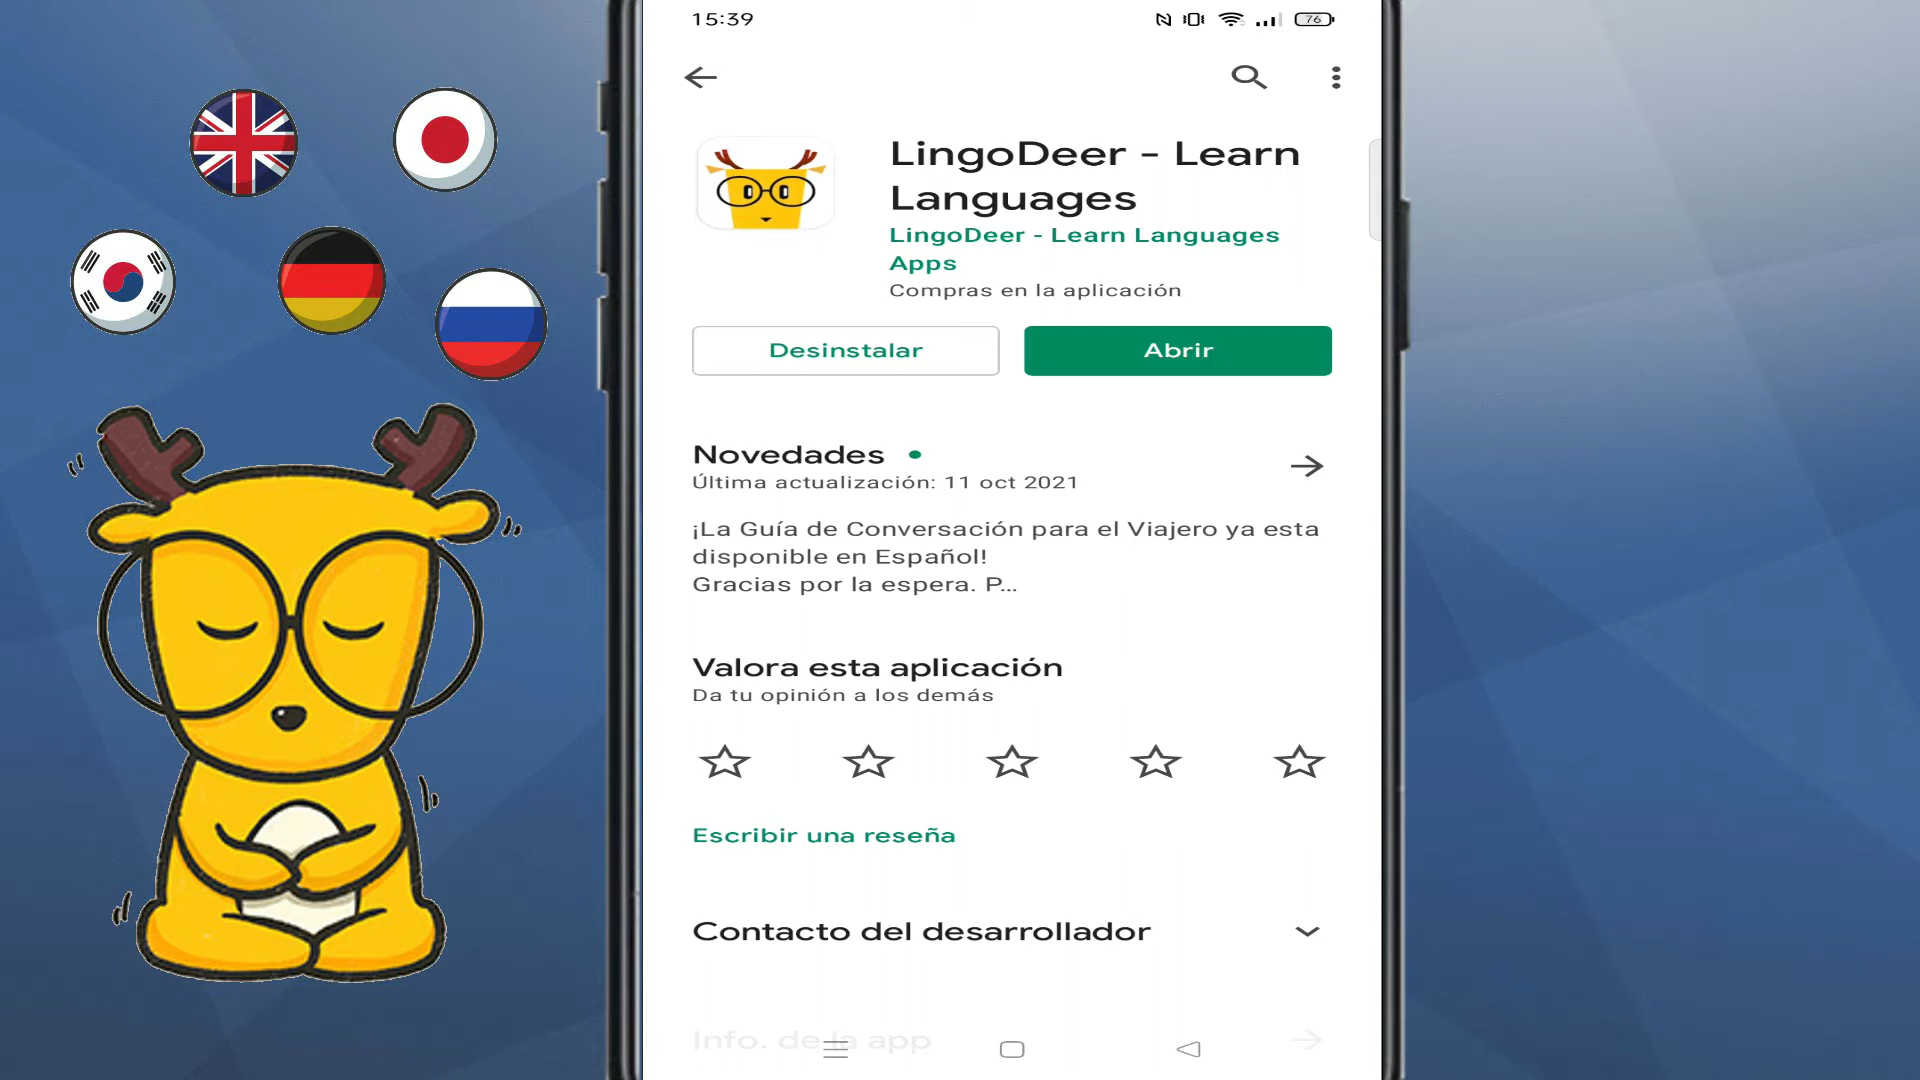 15:39
76
LingoDeer - Learn
Languages
LingoDeer - Learn Languages
Apps
Compras en la aplicación
Desinstalar
Abrir
Novedades
Última actualización: 11 oct 2021
¡La Guía de Conversación para el Viajero ya esta
disponible en Español!
Gracias por la espera. P...
Valora esta aplicación
Da tu opinión a los demás
Escribir una reseña
Contacto del desarrollador
Info. de la app